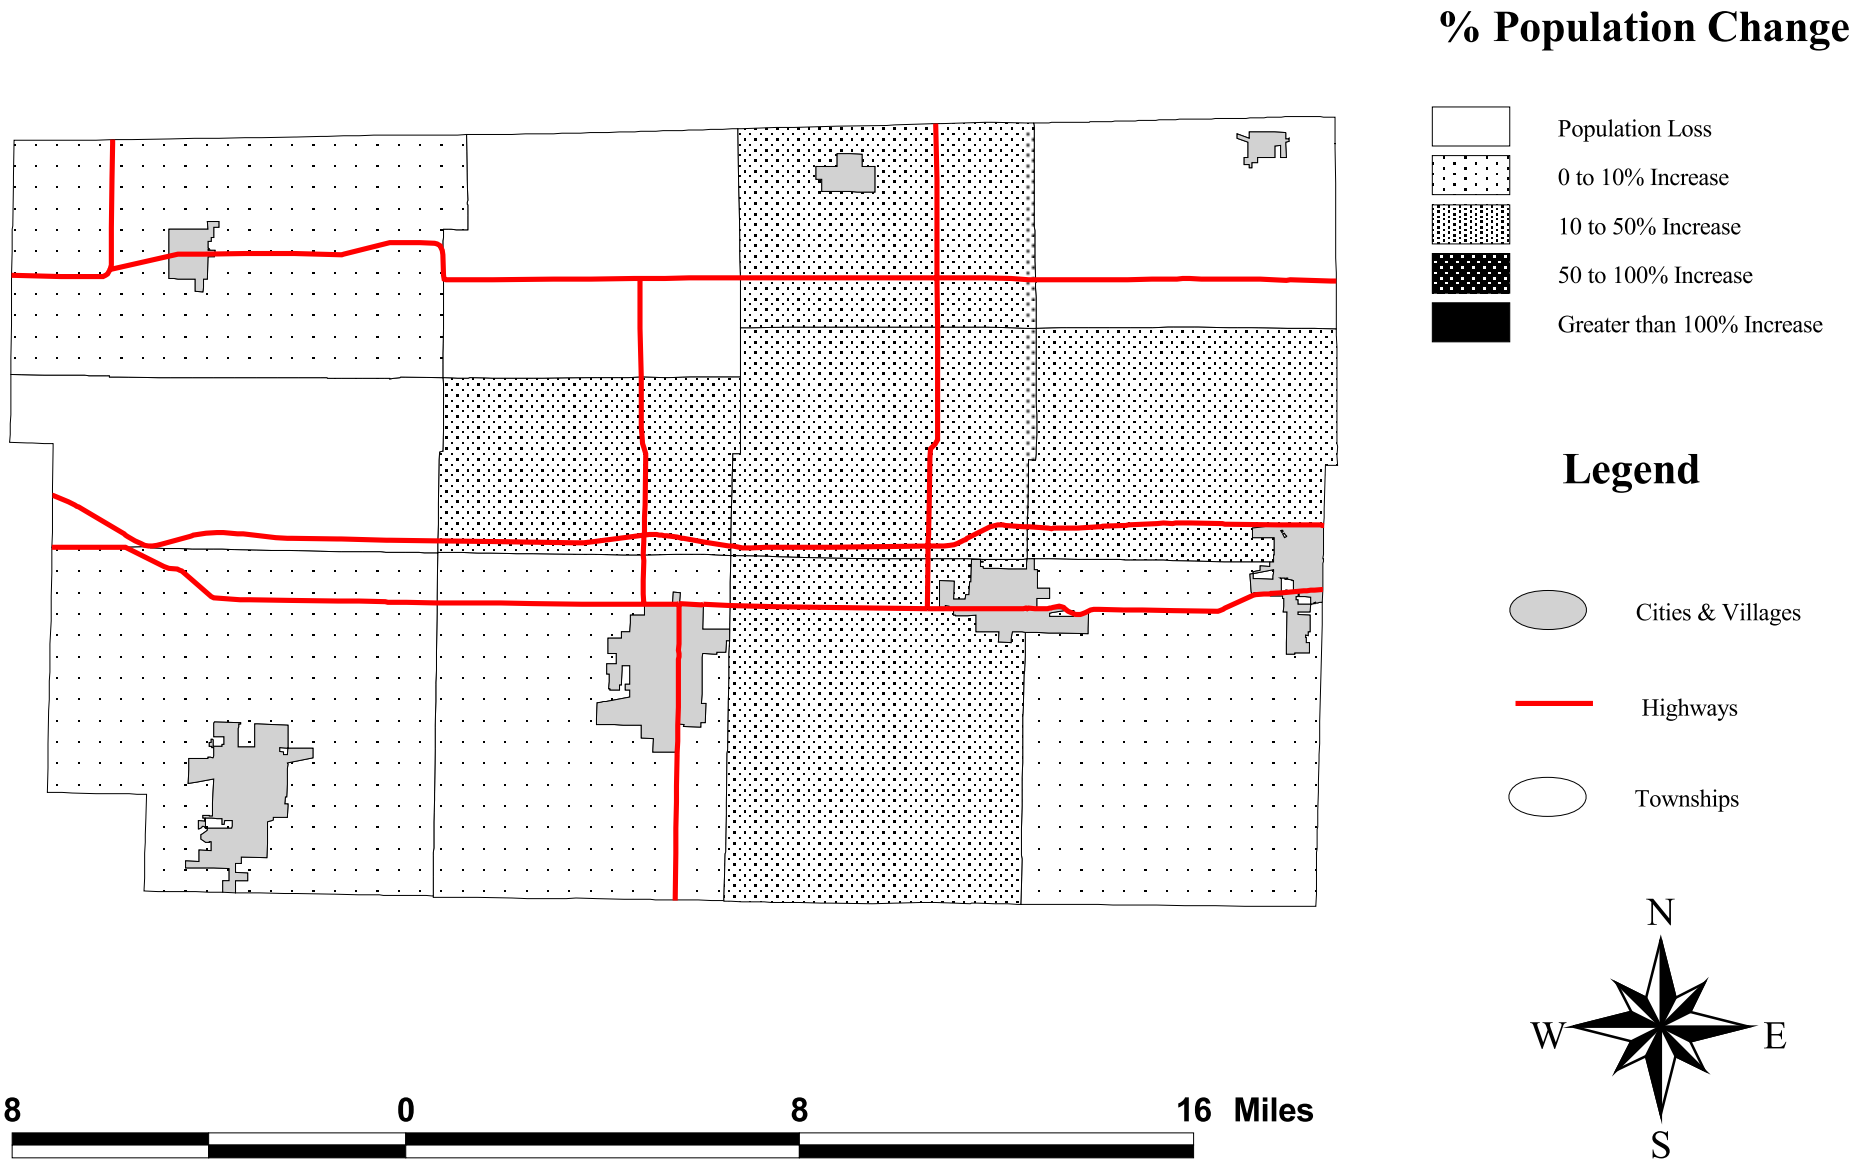 % Population Change
Population Loss
0 to 10% Increase
10 to 50% Increase
50 to 100% Increase
Greater than 100% Increase
Legend
Cities & Villages
Highways
Townships
N
W E
S
8 0 8 16 Miles